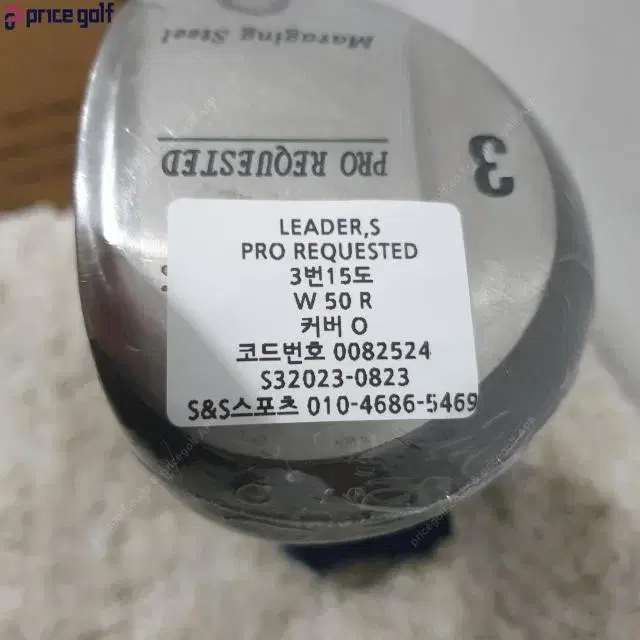 price golf
Maraging Steel
PRO REQUESTED
3
LEADER,S
PRO REQUESTED
3번15도
W 50 R
커버 O
코드번호 0082524
S32023-0823
S&S스포츠 010-4686-5469